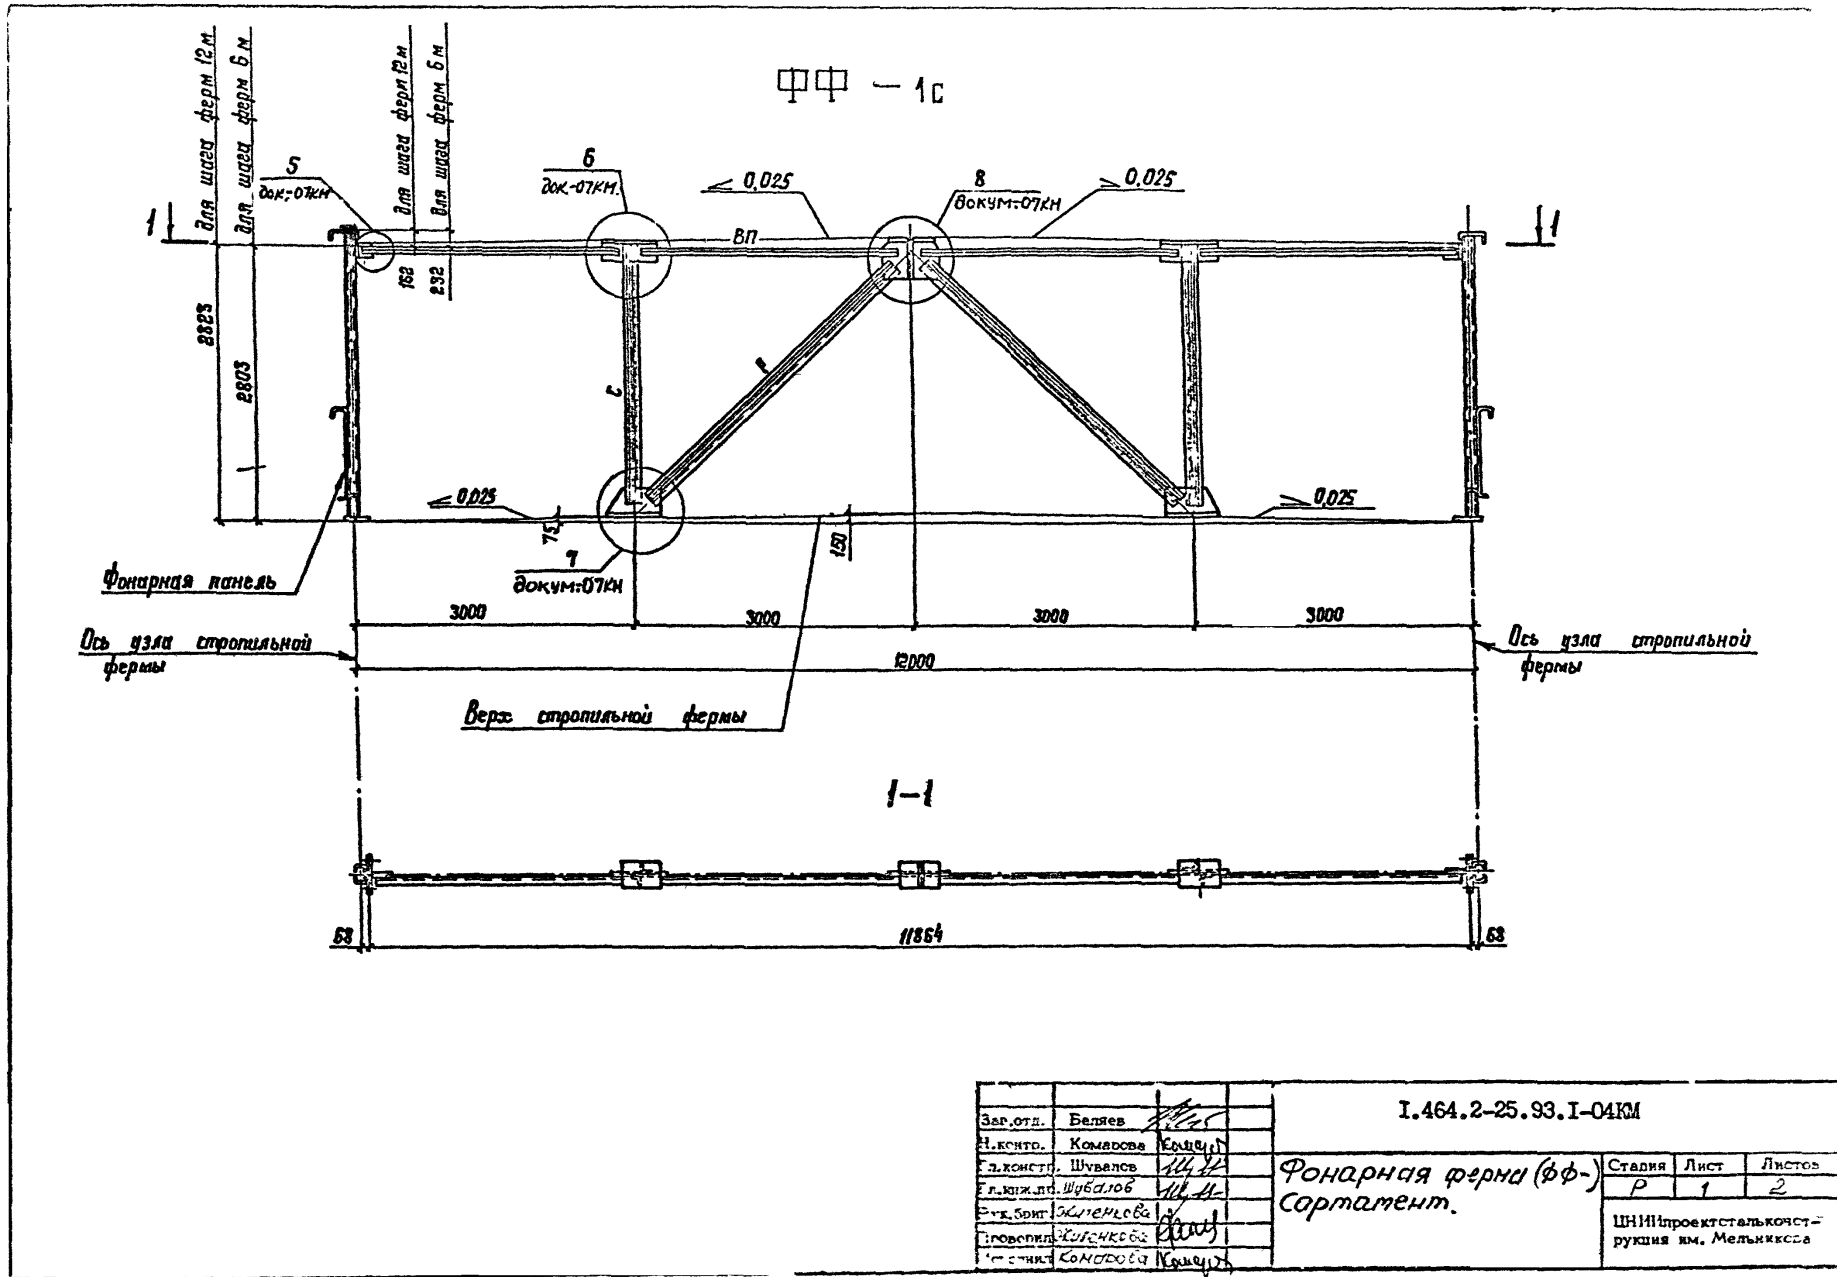 ФФ – 1с
для шага ферм 12 м
для шага ферм 6 м
для шага ферм 12 м
для шага ферм 6 м
5
док-07км
6
док-07км.
0,025
8
докум-07км
0,025
1
1
ВП
162
232
2823
2803
С
Р
0,025
75
150
0,025
7
докум-07км
Фонарная панель
3000
3000
3000
3000
Ось узла стропильной
фермы
12000
Ось узла стропильной
фермы
Верх стропильной фермы
1–1
68
11864
68
I.464.2-25.93.I-04КМ
Зав.отд. Беляев
Н.контр. Комарова
Гл.констр. Шувалов
Гл.инж.пр. Шувалов
Рук.бриг.
Проверил
Комарова
Фонарная ферма (ФФ-)
Сортамент.
Стадия Лист Листов
Р 1 2
ЦНИИпроектстальконст-
рукция им. Мельникова